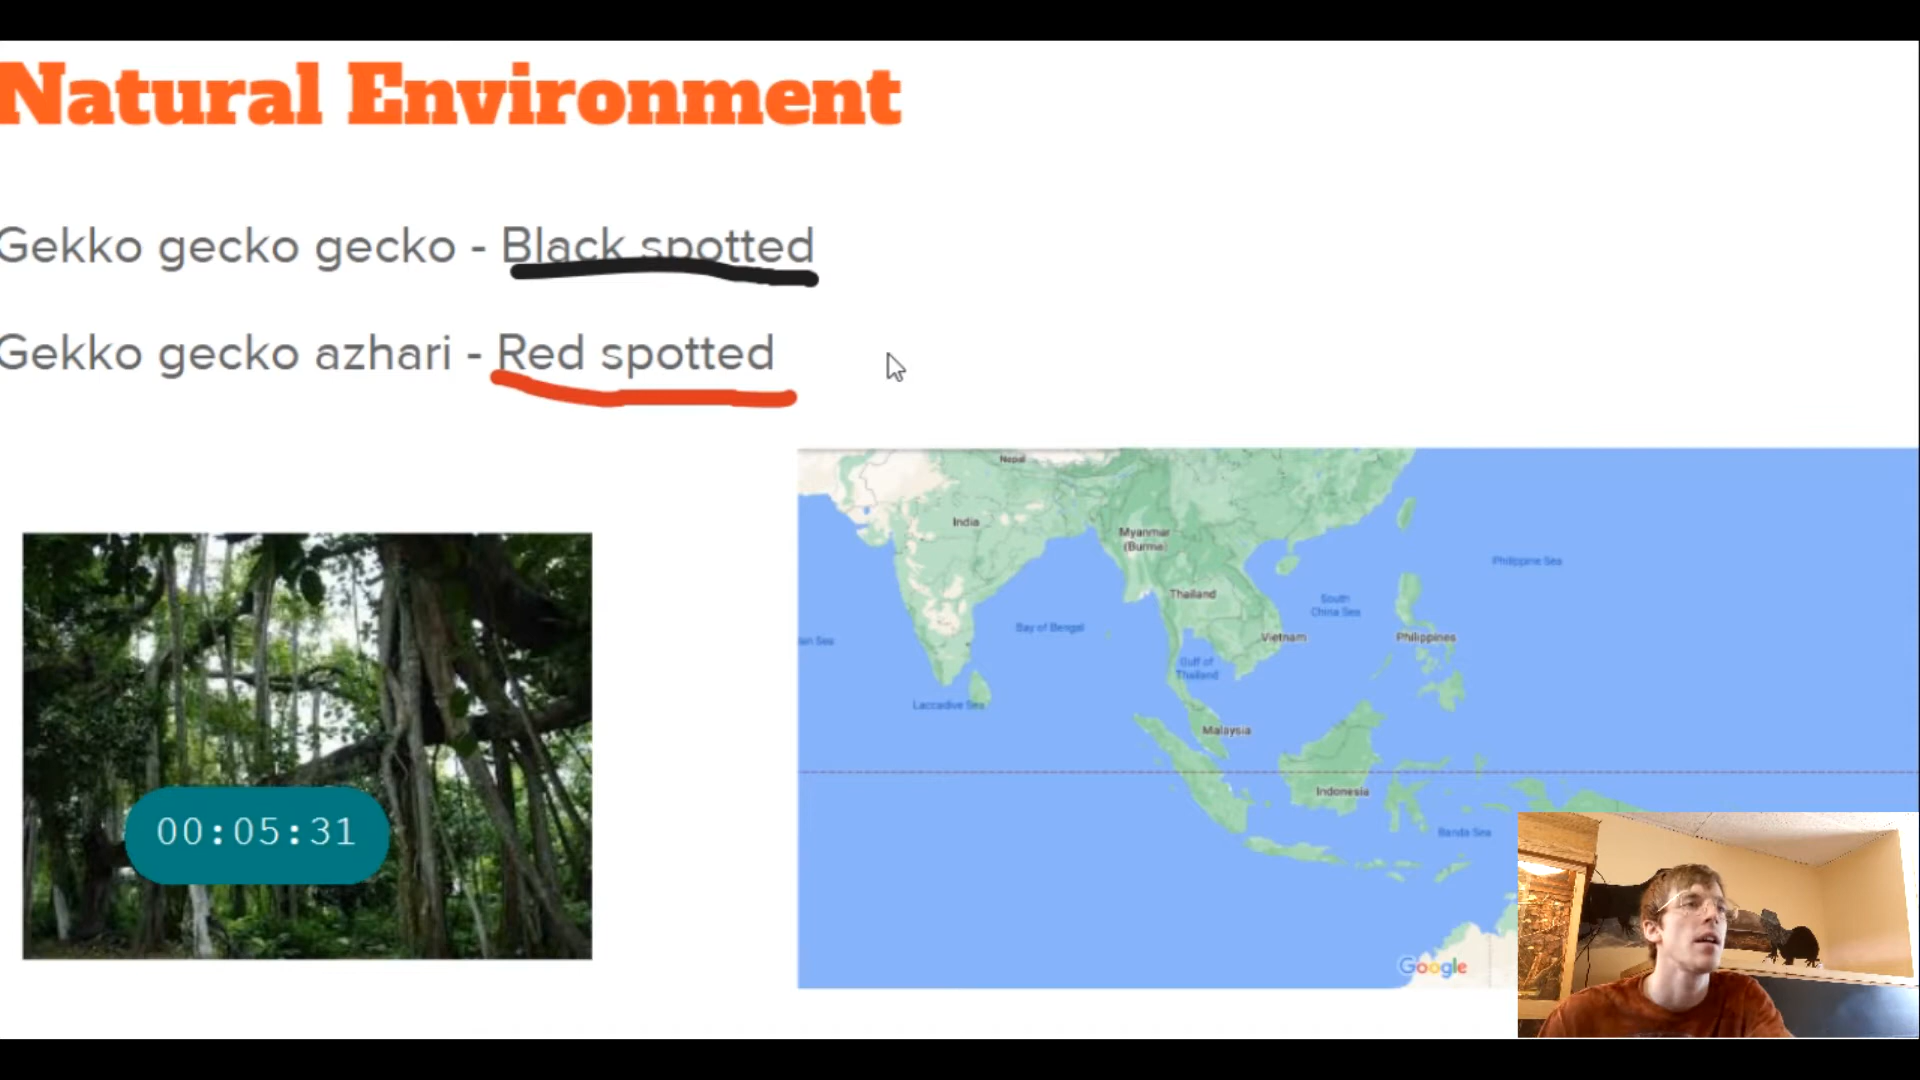 Natural Environment
Gekko gecko gecko - Black spotted
Gekko gecko azhari - Red spotted
Nepal
India
Myanmar
(Burma)
Philippine Sea
Thailand
South
China Sea
Bay of Bengal
Vietnam
Philippines
Gulf of
Thailand
Laccadive Sea
Malaysia
Indonesia
Banda Sea
00:05:31
Google